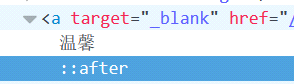 <a target="_blank" href="/
温馨
::after